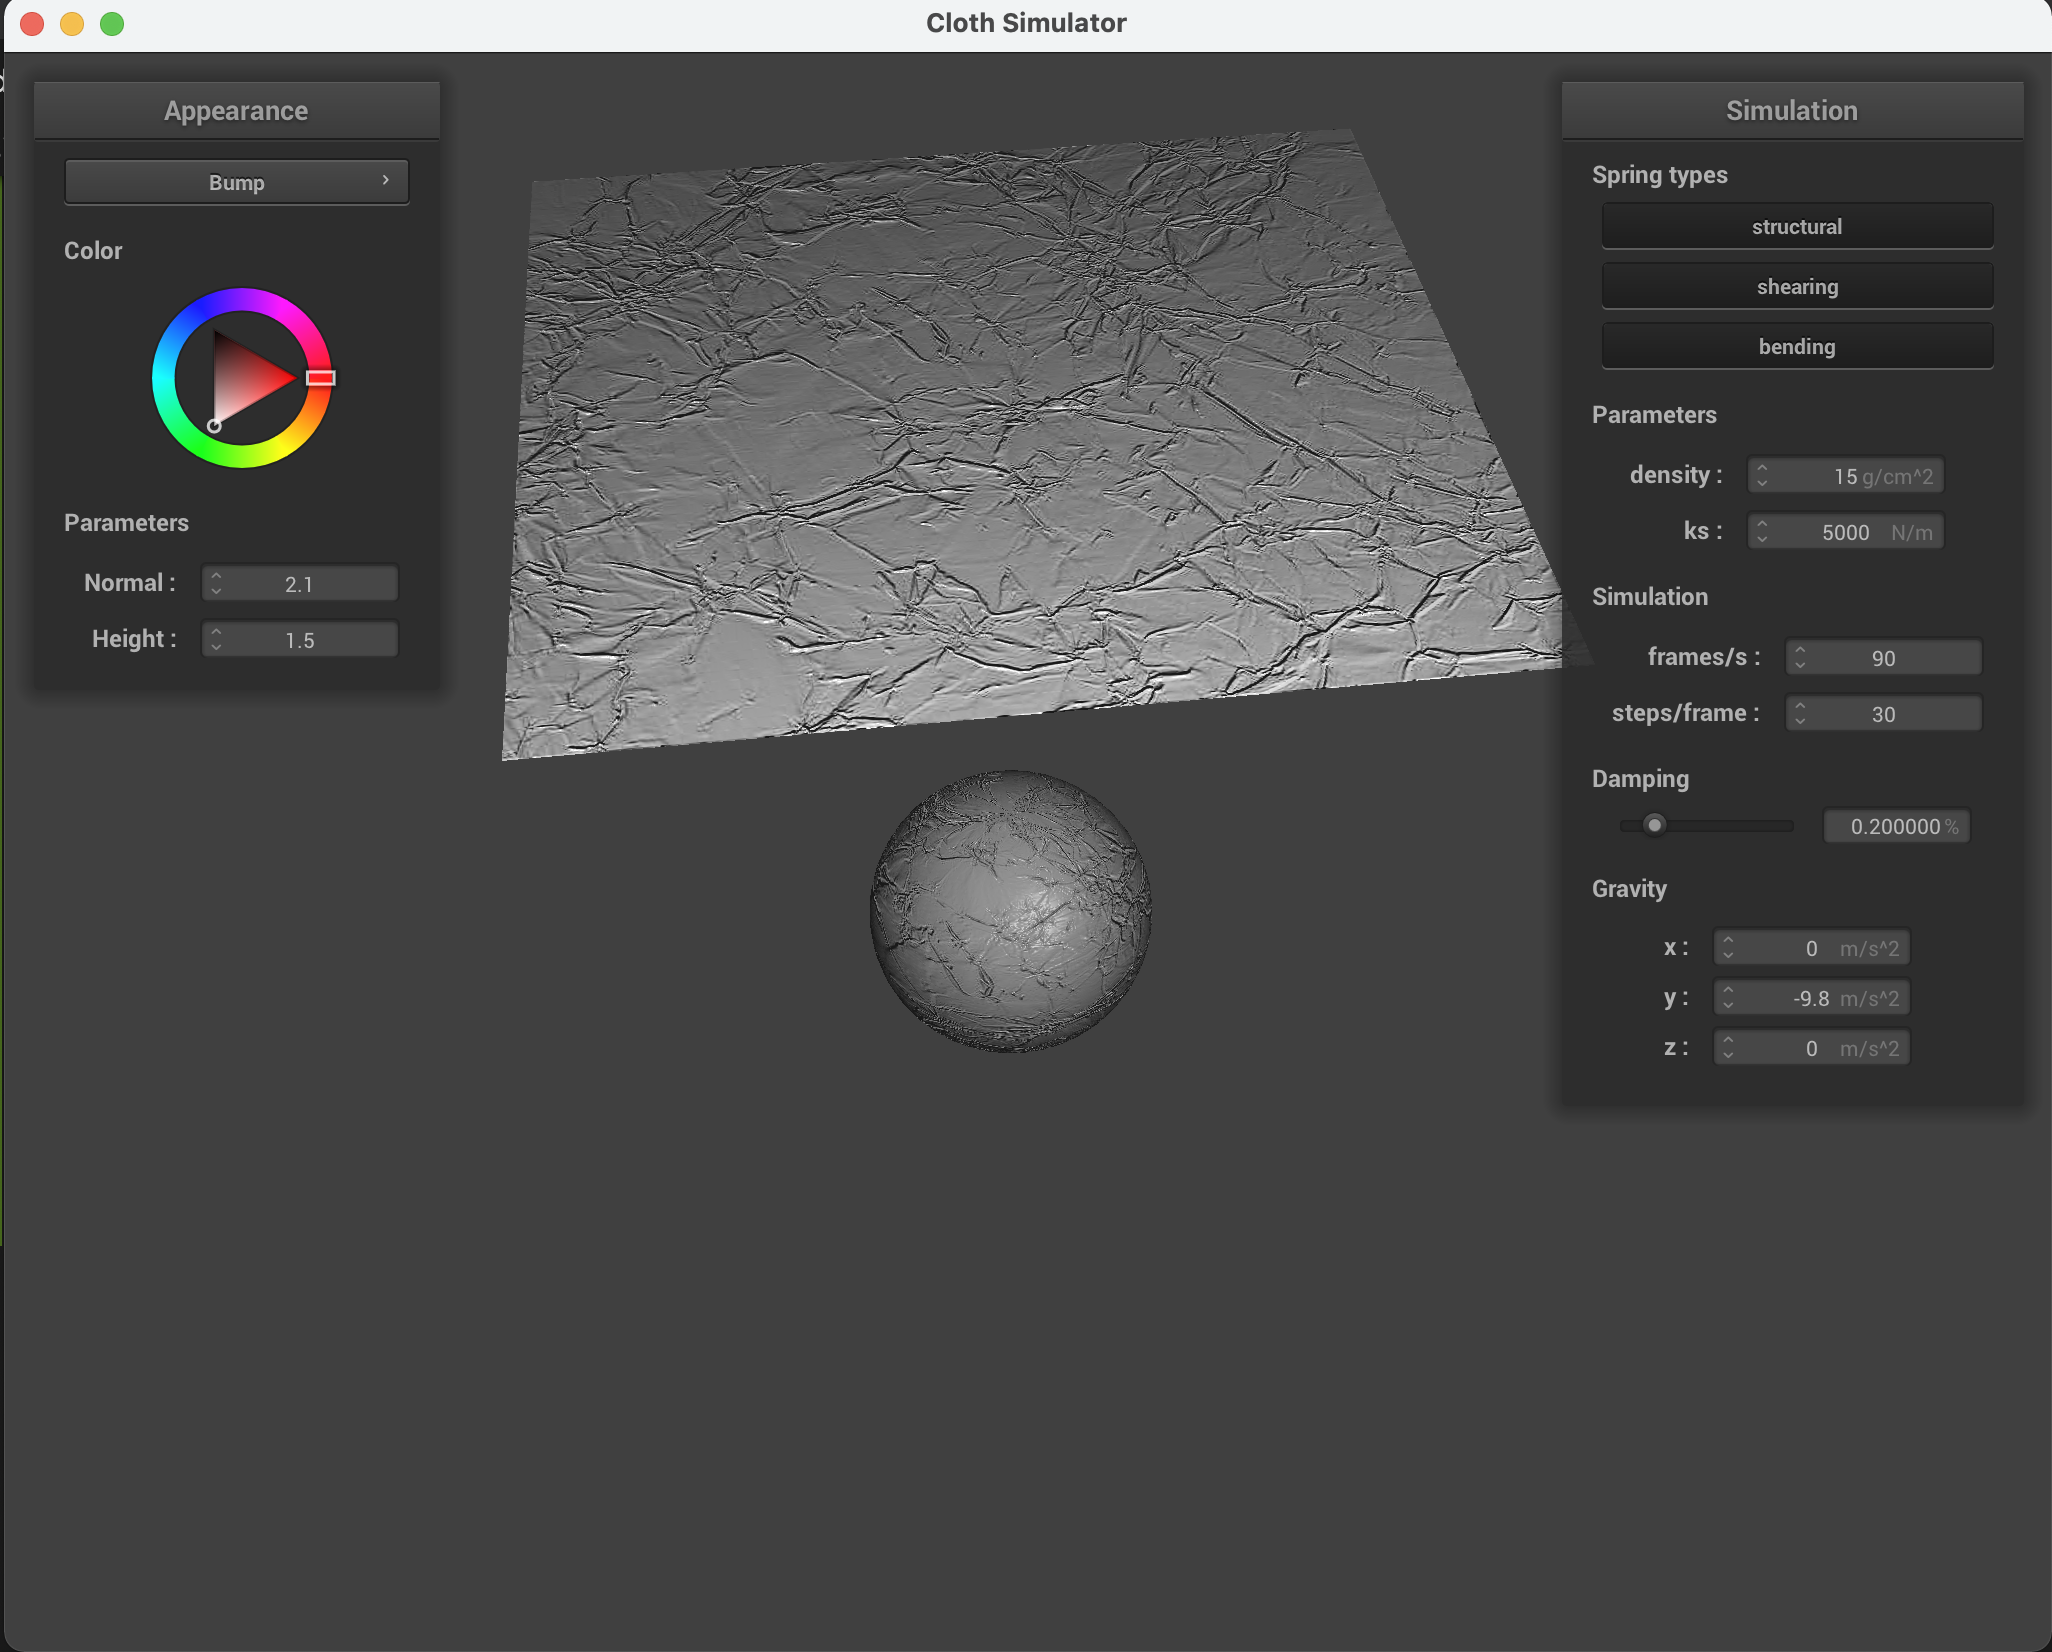 Cloth Simulator
Appearance
Bump
Color
Parameters
Normal : 2.1
Height : 1.5
Simulation
Spring types
structural
shearing
bending
Parameters
density : 15 g/cm^2
ks : 5000 N/m
Simulation
frames/s : 90
steps/frame : 30
Damping
0.200000 %
Gravity
x : 0 m/s^2
y : -9.8 m/s^2
z : 0 m/s^2